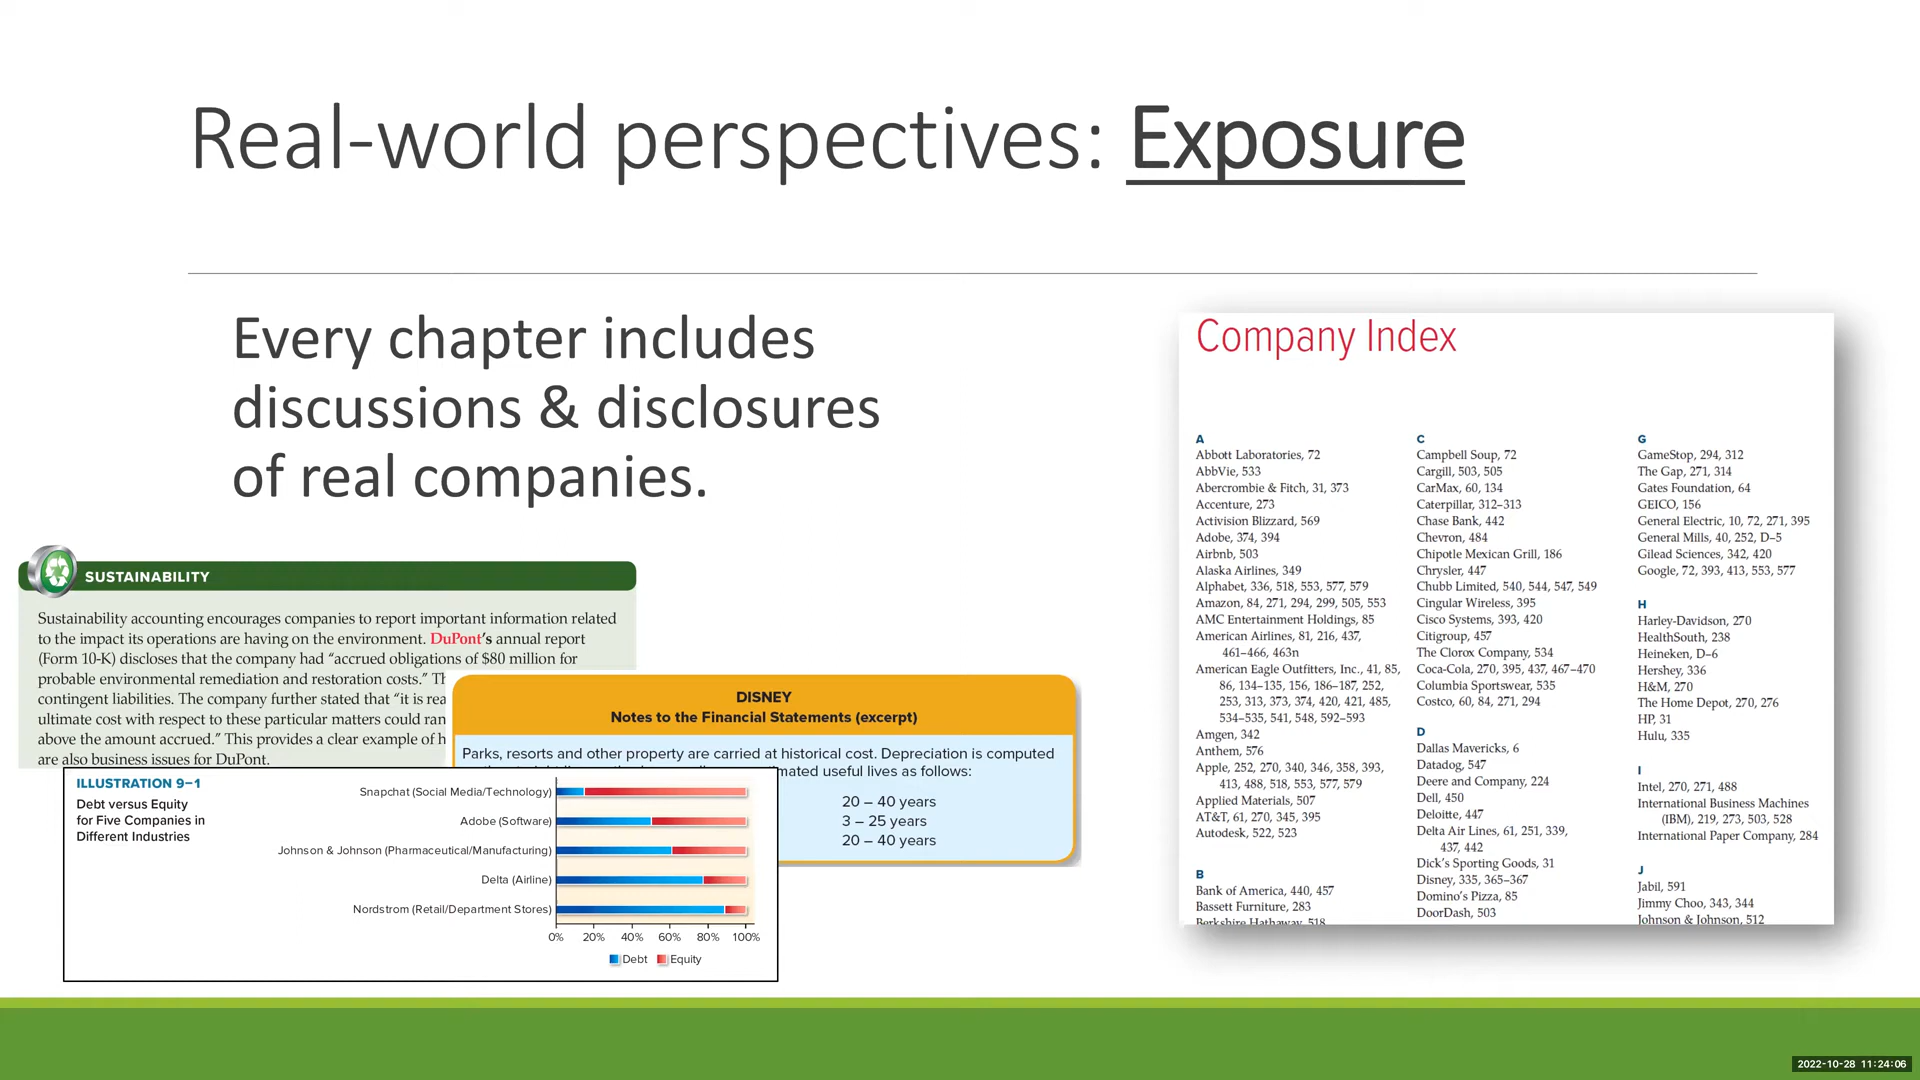 Real-world perspectives: Exposure
Every chapter includes
discussions & disclosures
of real companies.
SUSTAINABILITY
Sustainability accounting encourages companies to report important information related
to the impact its operations are having on the environment. DuPont's annual report
(Form 10-K) discloses that the company had “accrued obligations of $80 million for
probable environmental remediation and restoration costs.”
contingent liabilities. The company further stated that “it is
ultimate cost with respect to these particular matters could
above the amount accrued.” This provides a clear example of
are also business issues for DuPont.
DISNEY
Notes to the Financial Statements (excerpt)
Parks, resorts and other property are carried at historical cost. Depreciation is computed
useful lives as follows:
20 – 40 years
3 – 25 years
20 – 40 years
ILLUSTRATION 9–1
Debt versus Equity
for Five Companies in
Different Industries
Snapchat (Social Media/Technology)
Adobe (Software)
Johnson & Johnson (Pharmaceutical/Manufacturing)
Delta (Airline)
Nordstrom (Retail/Department Stores)
0% 20% 40% 60% 80% 100%
Debt Equity
Company Index
A
Abbott Laboratories, 72
AbbVie, 533
Abercrombie & Fitch, 31, 373
Accenture, 273
Activision Blizzard, 569
Adobe, 374, 394
Airbnb, 503
Alaska Airlines, 349
Alphabet, 336, 518, 553, 577, 579
Amazon, 84, 271, 294, 299, 505, 553
AMC Entertainment Holdings, 85
American Airlines, 81, 216, 437,
461–466, 463n
American Eagle Outfitters, Inc., 41, 85,
86, 134–135, 156, 186–187, 252,
253, 313, 373, 374, 420, 421, 485,
534–535, 541, 548, 592–593
Amgen, 342
Anthem, 576
Apple, 252, 270, 340, 346, 358, 393,
413, 488, 518, 553, 577, 579
Applied Materials, 507
AT&T, 61, 270, 345, 395
Autodesk, 522, 523
B
Bank of America, 440, 457
Bassett Furniture, 283
Berkshire Hathaway, 518
C
Campbell Soup, 72
Cargill, 503, 505
CarMax, 60, 134
Caterpillar, 312–313
Chase Bank, 442
Chevron, 484
Chipotle Mexican Grill, 186
Chrysler, 447
Chubb Limited, 540, 544, 547, 549
Cingular Wireless, 395
Cisco Systems, 393, 420
Citigroup, 457
The Clorox Company, 534
Coca-Cola, 270, 395, 437, 467–470
Columbia Sportswear, 535
Costco, 60, 84, 271, 294
D
Dallas Mavericks, 6
Datadog, 547
Deere and Company, 224
Dell, 450
Deloitte, 447
Delta Air Lines, 61, 251, 339,
437, 442
Dick's Sporting Goods, 31
Disney, 335, 365–367
Domino's Pizza, 85
DoorDash, 503
G
GameStop, 294, 312
The Gap, 271, 314
Gates Foundation, 64
GEICO, 156
General Electric, 10, 72, 271, 395
General Mills, 40, 252, D–5
Gilead Sciences, 342, 420
Google, 72, 393, 413, 553, 577
H
Harley-Davidson, 270
HealthSouth, 238
Heineken, D–6
Hershey, 336
H&M, 270
The Home Depot, 270, 276
HP, 31
Hulu, 335
I
Intel, 270, 271, 488
International Business Machines
(IBM), 219, 273, 503, 528
International Paper Company, 284
J
Jabil, 591
Jimmy Choo, 343, 344
Johnson & Johnson, 512
2022-10-28 11:24:06